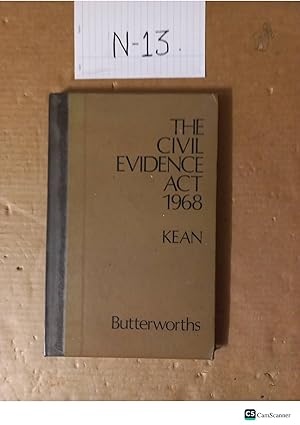 N-13.
THE
CIVIL
EVIDENCE
ACT
1968
KEAN
Butterworths
CS CamScanner